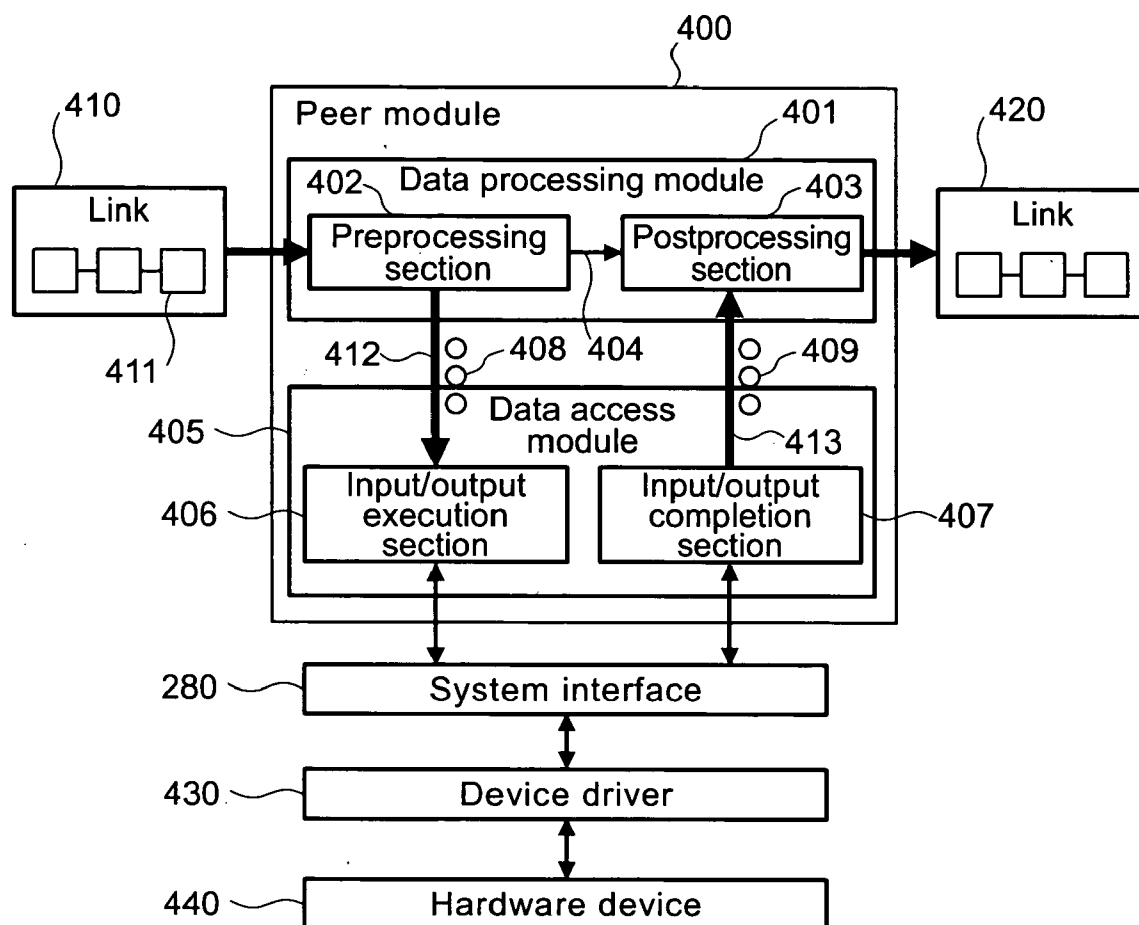 400
410
Peer module
401
420
402
Data processing module
403
Link
Preprocessing
section
Postprocessing
section
Link
411
412
408
404
409
405
Data access
module
413
406
Input/output
execution
section
Input/output
completion
section
407
280
System interface
430
Device driver
440
Hardware device